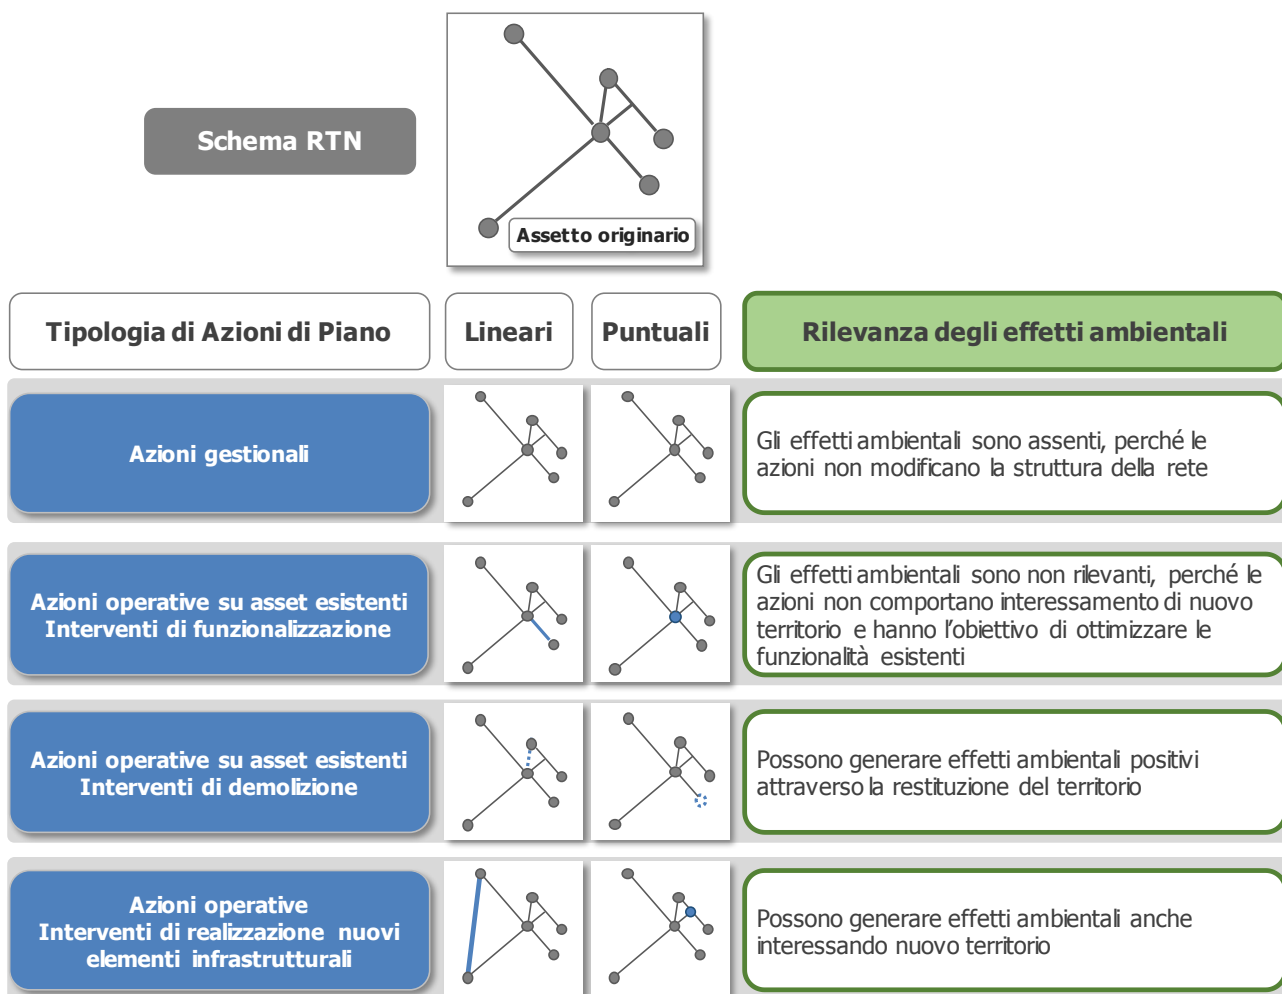 Schema RTN
Assetto originario
Tipologia di Azioni di Piano
Lineari
Puntuali
Rilevanza degli effetti ambientali
Azioni gestionali
Gli effetti ambientali sono assenti, perché le
azioni non modificano la struttura della rete
Azioni operative su asset esistenti
Interventi di funzionalizzazione
Gli effetti ambientali sono non rilevanti, perché le
azioni non comportano interessamento di nuovo
territorio e hanno l'obiettivo di ottimizzare le
funzionalità esistenti
Azioni operative su asset esistenti
Interventi di demolizione
Possono generare effetti ambientali positivi
attraverso la restituzione del territorio
Azioni operative
Interventi di realizzazione nuovi
elementi infrastrutturali
Possono generare effetti ambientali anche
interessando nuovo territorio